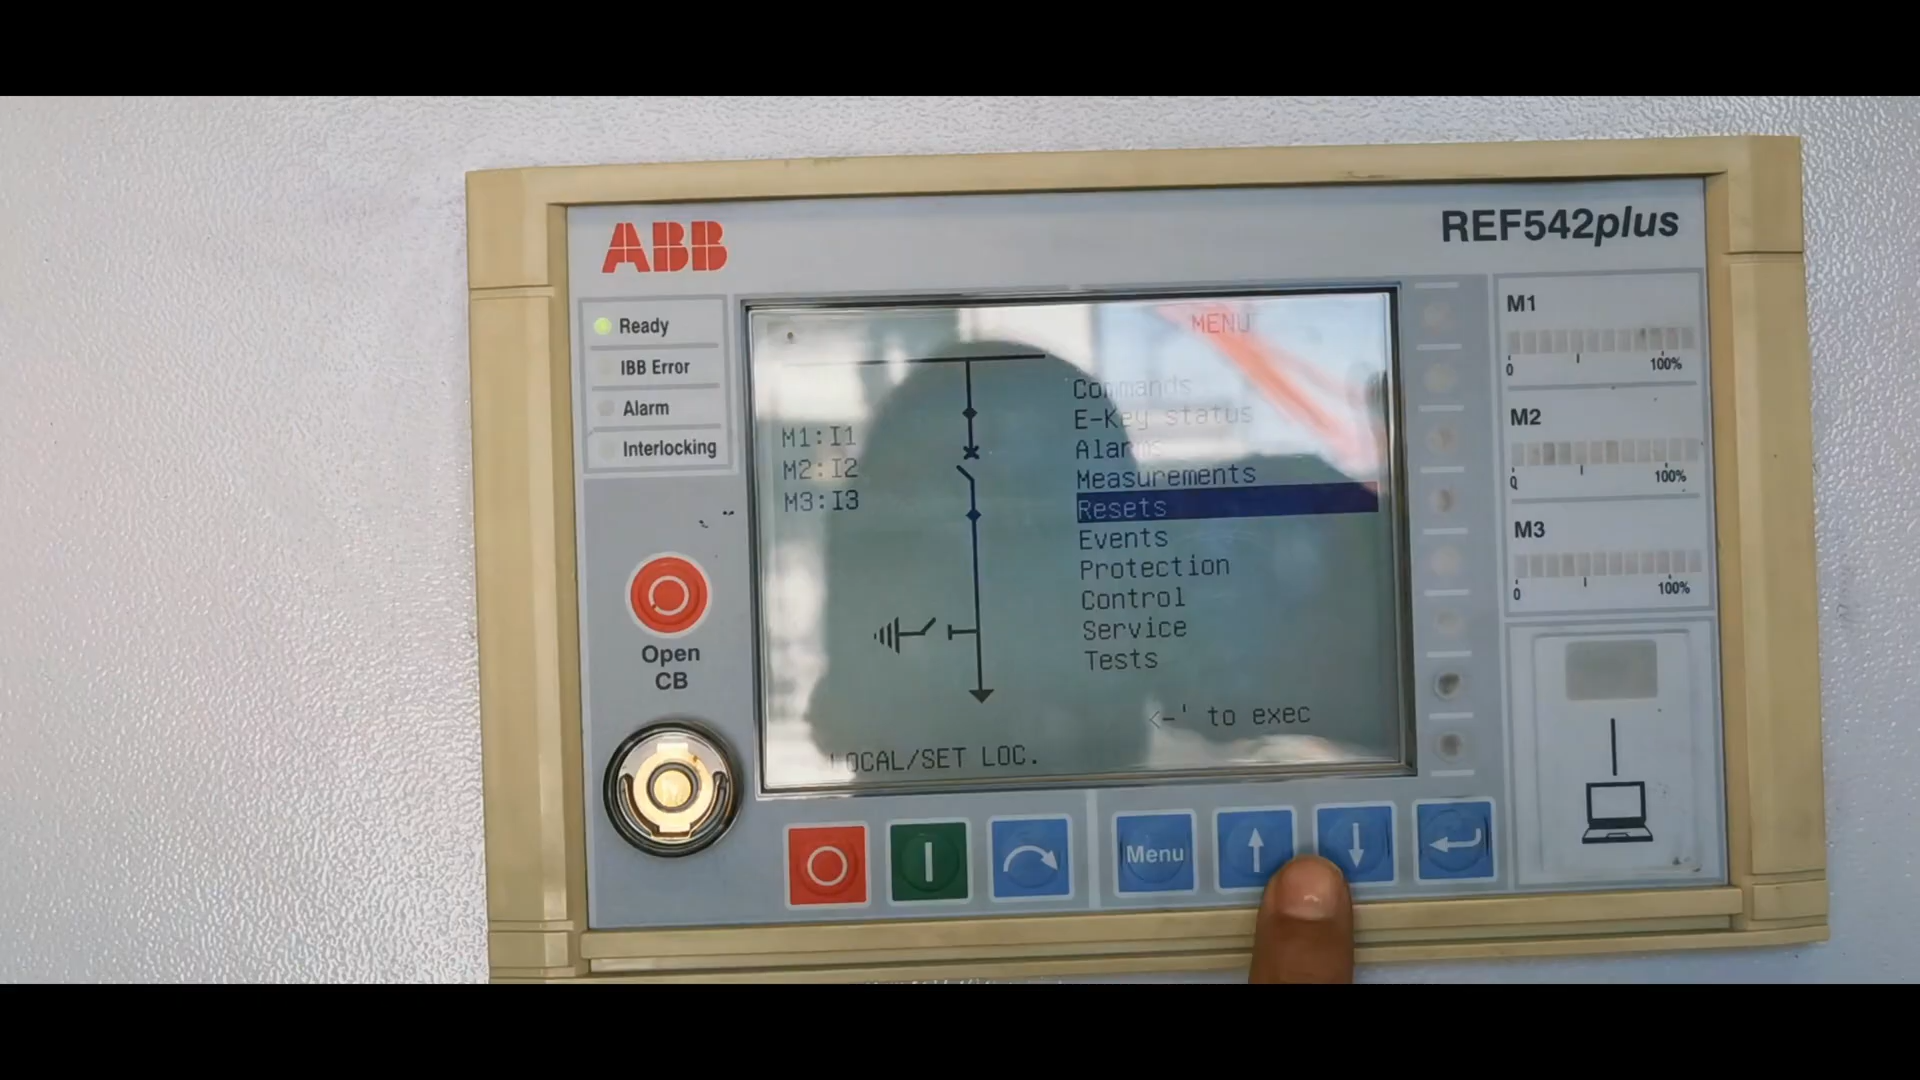 ABB
REF542plus
Ready
IBB Error
Alarm
Interlocking
Open
CB
MENU
M1:I1
M2:I2
M3:I3
Commands
E-Key status
Alarms
Measurements
Resets
Events
Protection
Control
Service
Tests
<-' to exec
LOCAL/SET LOC.
Menu
M1
0 100%
M2
0 100%
M3
0 100%